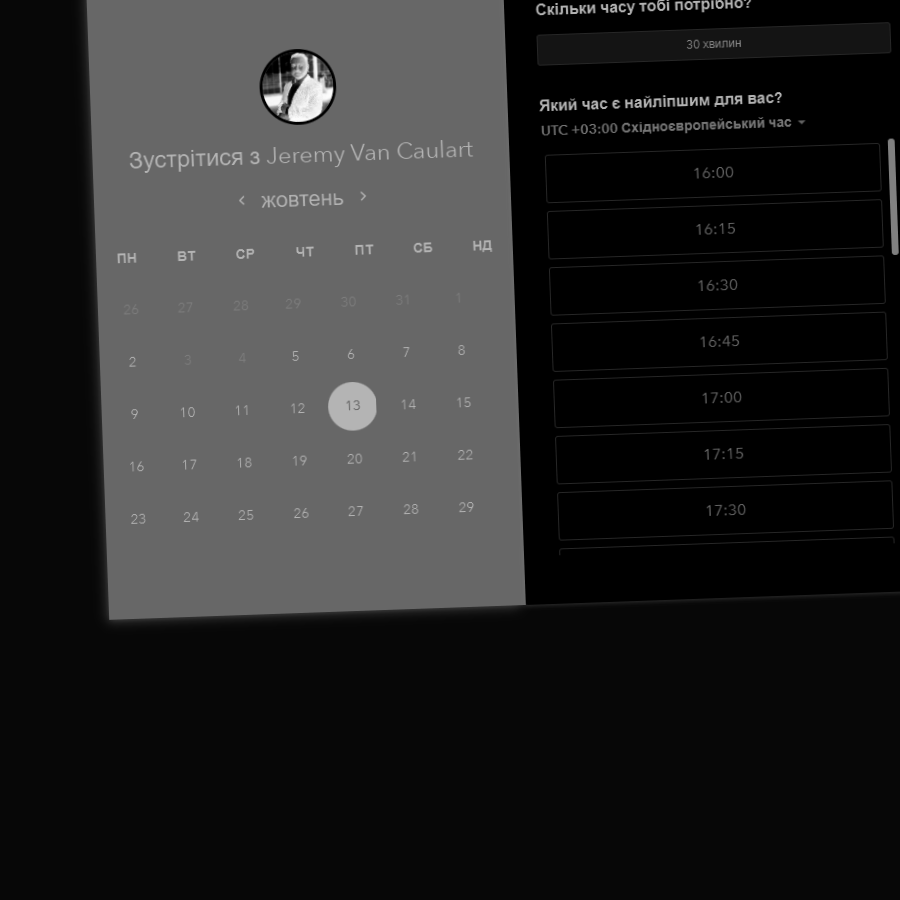 Зустрітися з Jeremy Van Caulart
жовтень
ПН ВТ СР ЧТ ПТ СБ НД
26 27 28 29 30 31 1
2 3 4 5 6 7 8
9 10 11 12 13 14 15
16 17 18 19 20 21 22
23 24 25 26 27 28 29
Скільки часу тобі потрібно?
30 хвилин
Який час є найліпшим для вас?
UTC +03:00 Східноєвропейський час
16:00
16:15
16:30
16:45
17:00
17:15
17:30